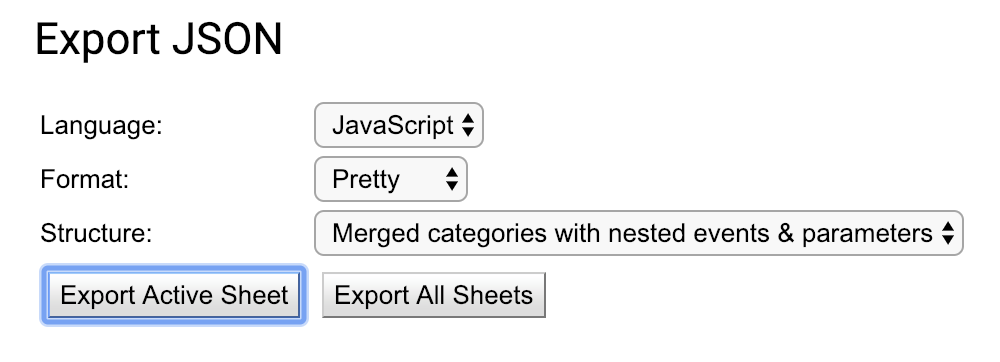 Export JSON
Language: JavaScript
Format: Pretty
Structure: Merged categories with nested events & parameters
Export Active Sheet Export All Sheets